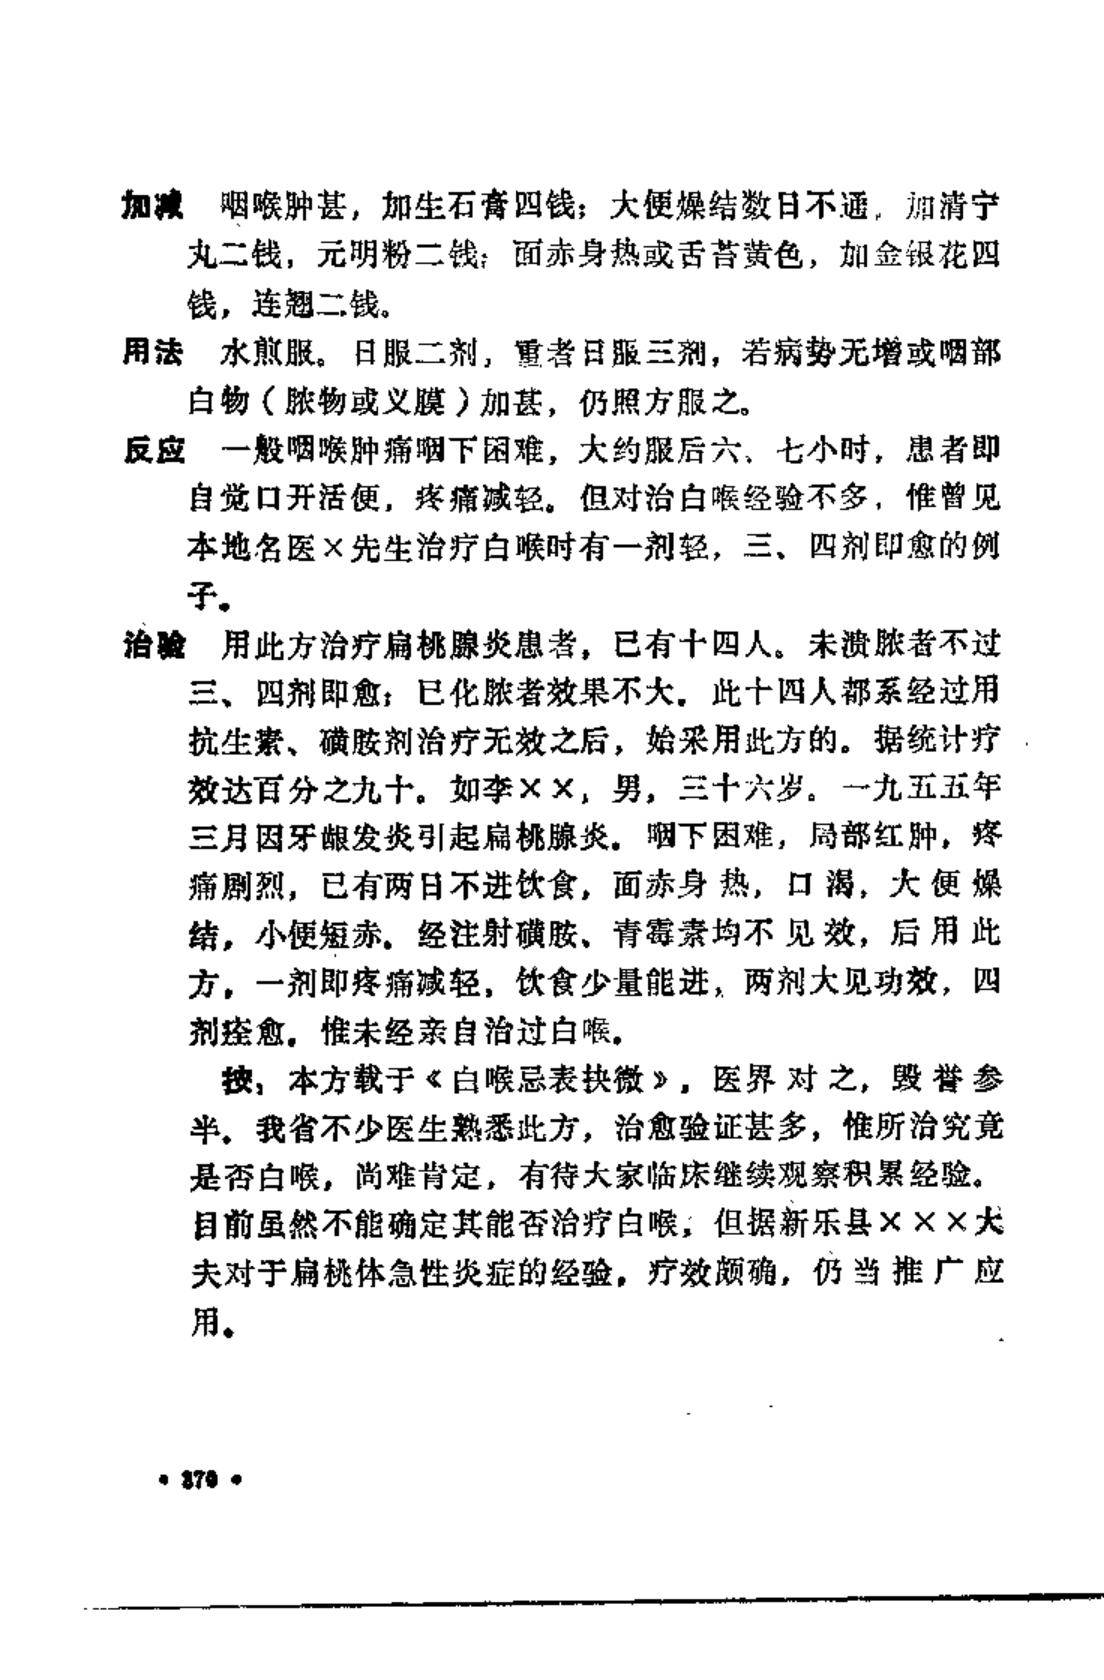 加减 咽喉肿甚，加生石膏四钱；大便燥结数日不通，加清宁
丸二钱，元明粉二钱；面赤身热或舌苔黄色，加金银花四
钱，连翘二钱。
用法 水煎服。日服二剂，重者日服三剂，若病势无增或咽部
白物（脓物或义膜）加甚，仍照方服之。
反应 一般咽喉肿痛咽下困难，大约服后六、七小时，患者即
自觉口开活便，疼痛减轻。但对治白喉经验不多，惟曾见
本地名医×先生治疗白喉时有一剂轻，三、四剂即愈的例
子。
治验 用此方治疗扁桃腺炎患者，已有十四人。未溃脓者不过
三、四剂即愈；已化脓者效果不大。此十四人都系经过用
抗生素、磺胺剂治疗无效之后，始采用此方的。据统计疗
效达百分之九十。如李××，男，三十六岁。一九五五年
三月因牙龈发炎引起扁桃腺炎。咽下困难，局部红肿，疼
痛剧烈，已有两日不进饮食，面赤身热，口渴，大便燥
结，小便短赤。经注射磺胺、青霉素均不见效，后用此
方，一剂即疼痛减轻，饮食少量能进，两剂大见功效，四
剂痊愈。惟未经亲自治过白喉。
按：本方载于《白喉忌表抉微》，医界对之，毁誉参
半。我省不少医生熟悉此方，治愈验证甚多，惟所治究竟
是否白喉，尚难肯定，有待大家临床继续观察积累经验。
目前虽然不能确定其能否治疗白喉，但据新乐县×××大
夫对于扁桃体急性炎症的经验，疗效颇确，仍当推广应
用。
• 370 •